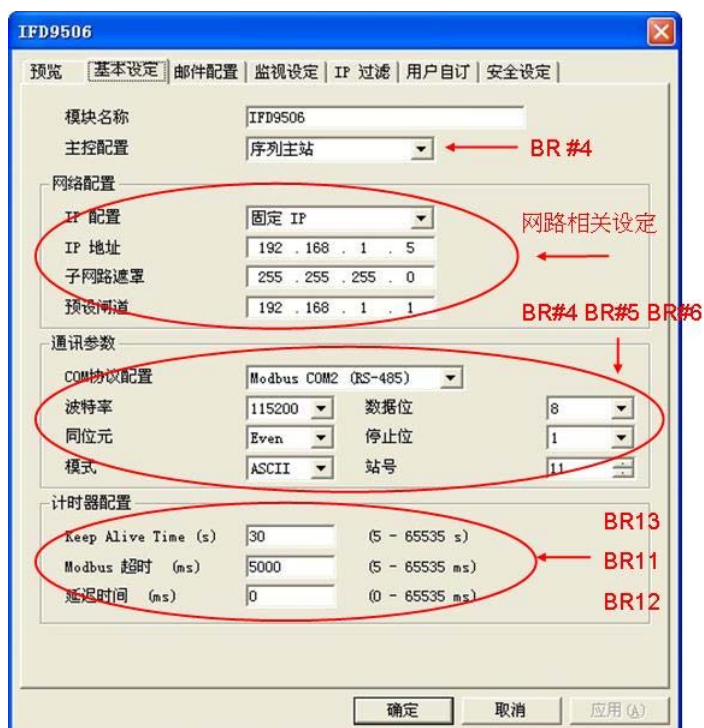 IFD9506
预览 基本设定 邮件配置 监视设定 IP 过滤 用户自订 安全设定
模块名称 IFD9506
主控配置 序列主站 BR #4
网络配置
IP 配置 固定 IP 网路相关设定
IP 地址 192 . 168 . 1 . 5
子网路遮罩 255 . 255 . 255 . 0
预设闸道 192 . 168 . 1 . 1
BR#4 BR#5 BR#6
通讯参数
COM协议配置 Modbus COM2 (RS-485)
波特率 115200 数据位 8
同位元 Even 停止位 1
模式 ASCII 站号 11
计时器配置
Keep Alive Time (s) 30 (5 - 65535 s) BR13
Modbus 超时 (ms) 5000 (5 - 65535 ms) BR11
延迟时间 (ms) 0 (0 - 65535 ms) BR12
确定 取消 应用(A)